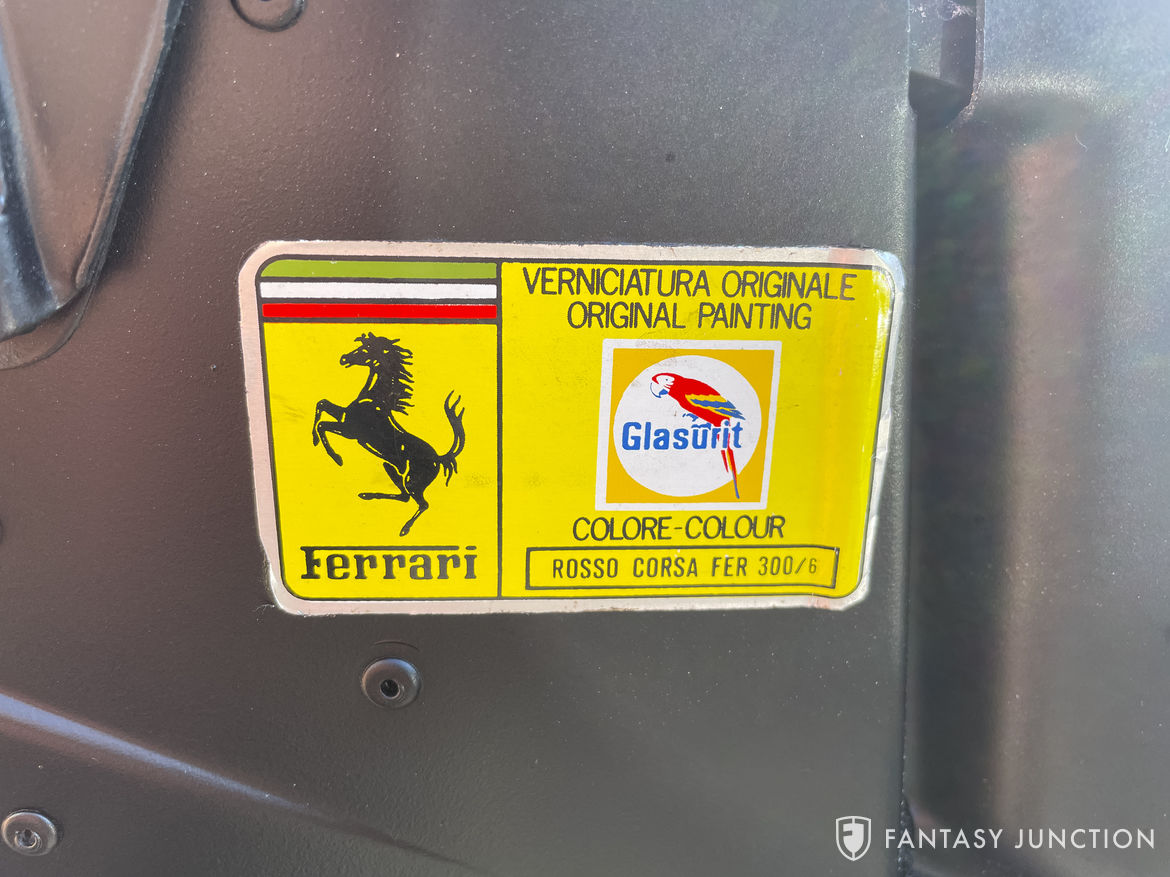 VERNICIATURA ORIGINALE
ORIGINAL PAINTING
Glasurit
COLORE-COLOUR
ROSSO CORSA FER 300/6
Ferrari
FANTASY JUNCTION